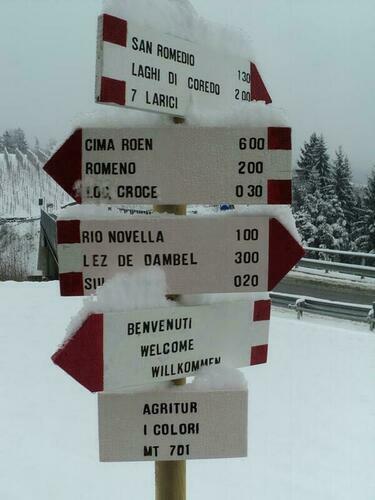 SAN ROMEDIO 130
LAGHI DI COREDO 200
7 LARICI
CIMA ROEN 600
ROMENO 200
LOC CROCE 030
RIO NOVELLA 100
LEZ DE DAMBEL 300
020
BENVENUTI
WELCOME
WILLKOMMEN
AGRITUR
I COLORI
MT 701